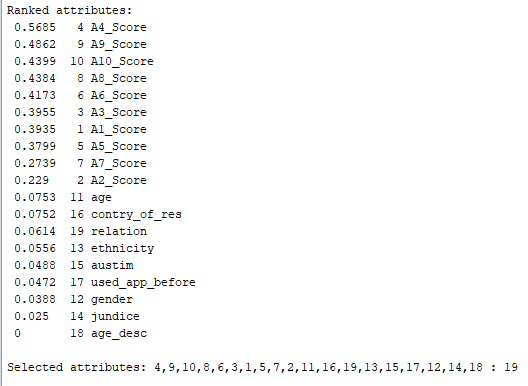 Ranked attributes:
0.5685 4 A4_Score
0.4862 9 A9_Score
0.4399 10 A10_Score
0.4384 8 A8_Score
0.4173 6 A6_Score
0.3955 3 A3_Score
0.3935 1 A1_Score
0.3799 5 A5_Score
0.2739 7 A7_Score
0.229 2 A2_Score
0.0753 11 age
0.0752 16 contry_of_res
0.0614 19 relation
0.0556 13 ethnicity
0.0488 15 austim
0.0472 17 used_app_before
0.0388 12 gender
0.025 14 jundice
0 18 age_desc
Selected attributes: 4,9,10,8,6,3,1,5,7,2,11,16,19,13,15,17,12,14,18 : 19